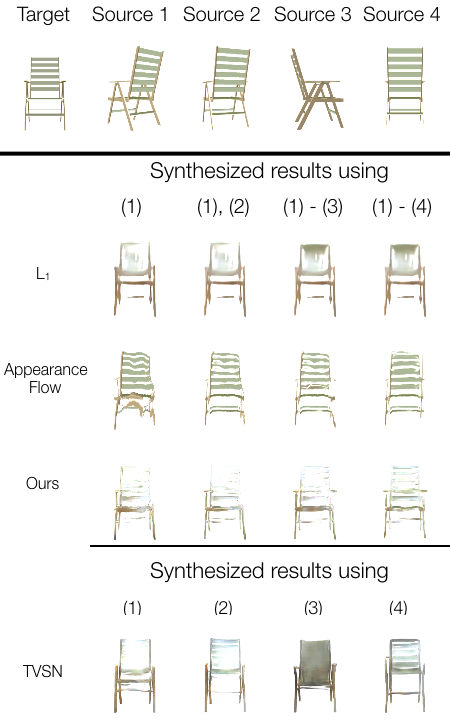 Target Source 1 Source 2 Source 3 Source 4
Synthesized results using
(1) (1), (2) (1) - (3) (1) - (4)
L₁
Appearance
Flow
Ours
Synthesized results using
(1) (2) (3) (4)
TVSN